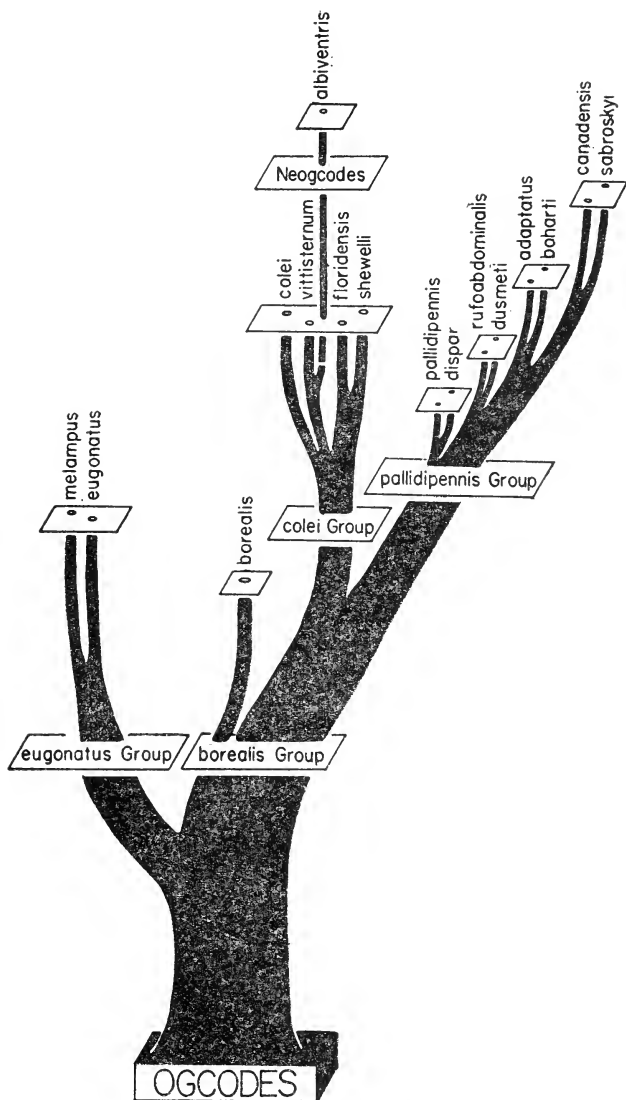 albiventris
Neogcodes
canadensis
sabroskyi
colei
vittisternum
floridensis
shewelli
rufoabdominalis
dusmeti
adaptatus
boharti
pallidipennis
dispar
melampus
eugonatus
pallidipennis Group
colei Group
borealis
eugonatus Group
borealis Group
OGCODES